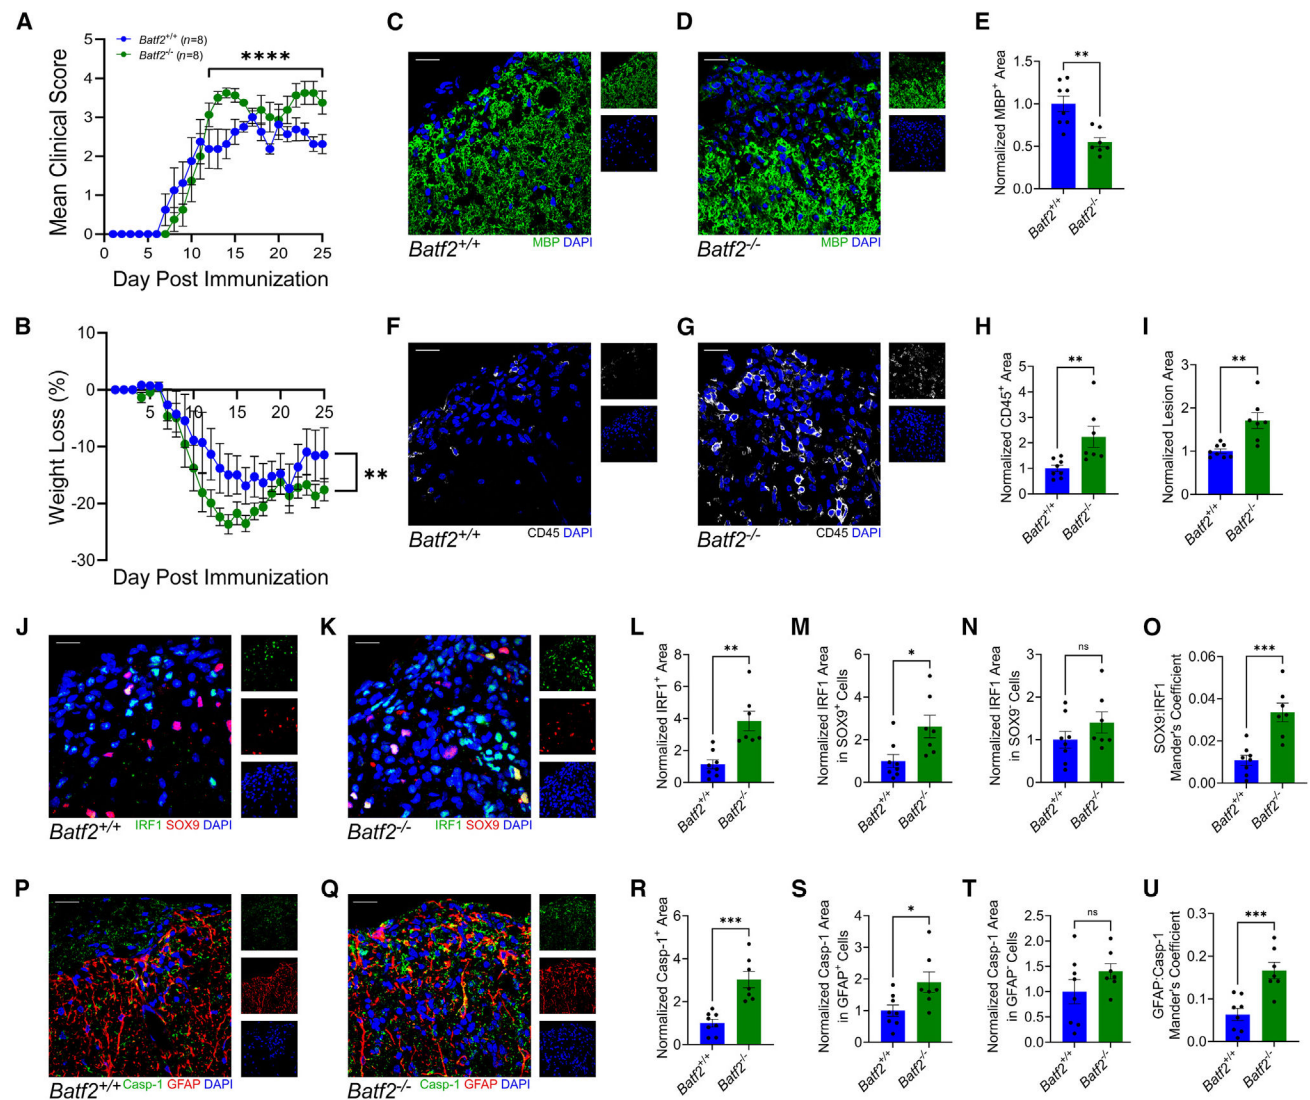 A
Batf2+/+ (n=8)
Batf2-/- (n=8)
****
Mean Clinical Score
5
4
3
2
1
0
0 5 10 15 20 25
Day Post Immunization
C
Batf2+/+
MBP DAPI
D
Batf2-/-
MBP DAPI
E
**
Normalized MBP+ Area
1.5
1.0
0.5
0.0
Batf2+/+
Batf2-/-
B
Weight Loss (%)
10
0
-10
-20
-30
5 10 15 20 25
**
Day Post Immunization
F
Batf2+/+
CD45 DAPI
G
Batf2-/-
CD45 DAPI
H
**
Normalized CD45+ Area
5
4
3
2
1
0
Batf2+/+
Batf2-/-
I
**
Normalized Lesion Area
3
2
1
0
Batf2+/+
Batf2-/-
J
Batf2+/+
IRF1 SOX9 DAPI
K
Batf2-/-
IRF1 SOX9 DAPI
L
**
Normalized IRF1+ Area
8
6
4
2
0
Batf2+/+
Batf2-/-
M
*
Normalized IRF1 Area
in SOX9+ Cells
6
4
2
0
Batf2+/+
Batf2-/-
N
ns
Normalized IRF1 Area
in SOX9- Cells
3
2
1
0
Batf2+/+
Batf2-/-
O
***
SOX9:IRF1
Mander's Coefficient
0.06
0.04
0.02
0.00
Batf2+/+
Batf2-/-
P
Batf2+/+
Casp-1 GFAP DAPI
Q
Batf2-/-
Casp-1 GFAP DAPI
R
***
Normalized Casp-1+ Area
6
4
2
0
Batf2+/+
Batf2-/-
S
*
Normalized Casp-1 Area
in GFAP+ Cells
4
3
2
1
0
Batf2+/+
Batf2-/-
T
ns
Normalized Casp-1 Area
in GFAP- Cells
2.5
2.0
1.5
1.0
0.5
0.0
Batf2+/+
Batf2-/-
U
***
GFAP:Casp-1
Mander's Coefficient
0.3
0.2
0.1
0.0
Batf2+/+
Batf2-/-